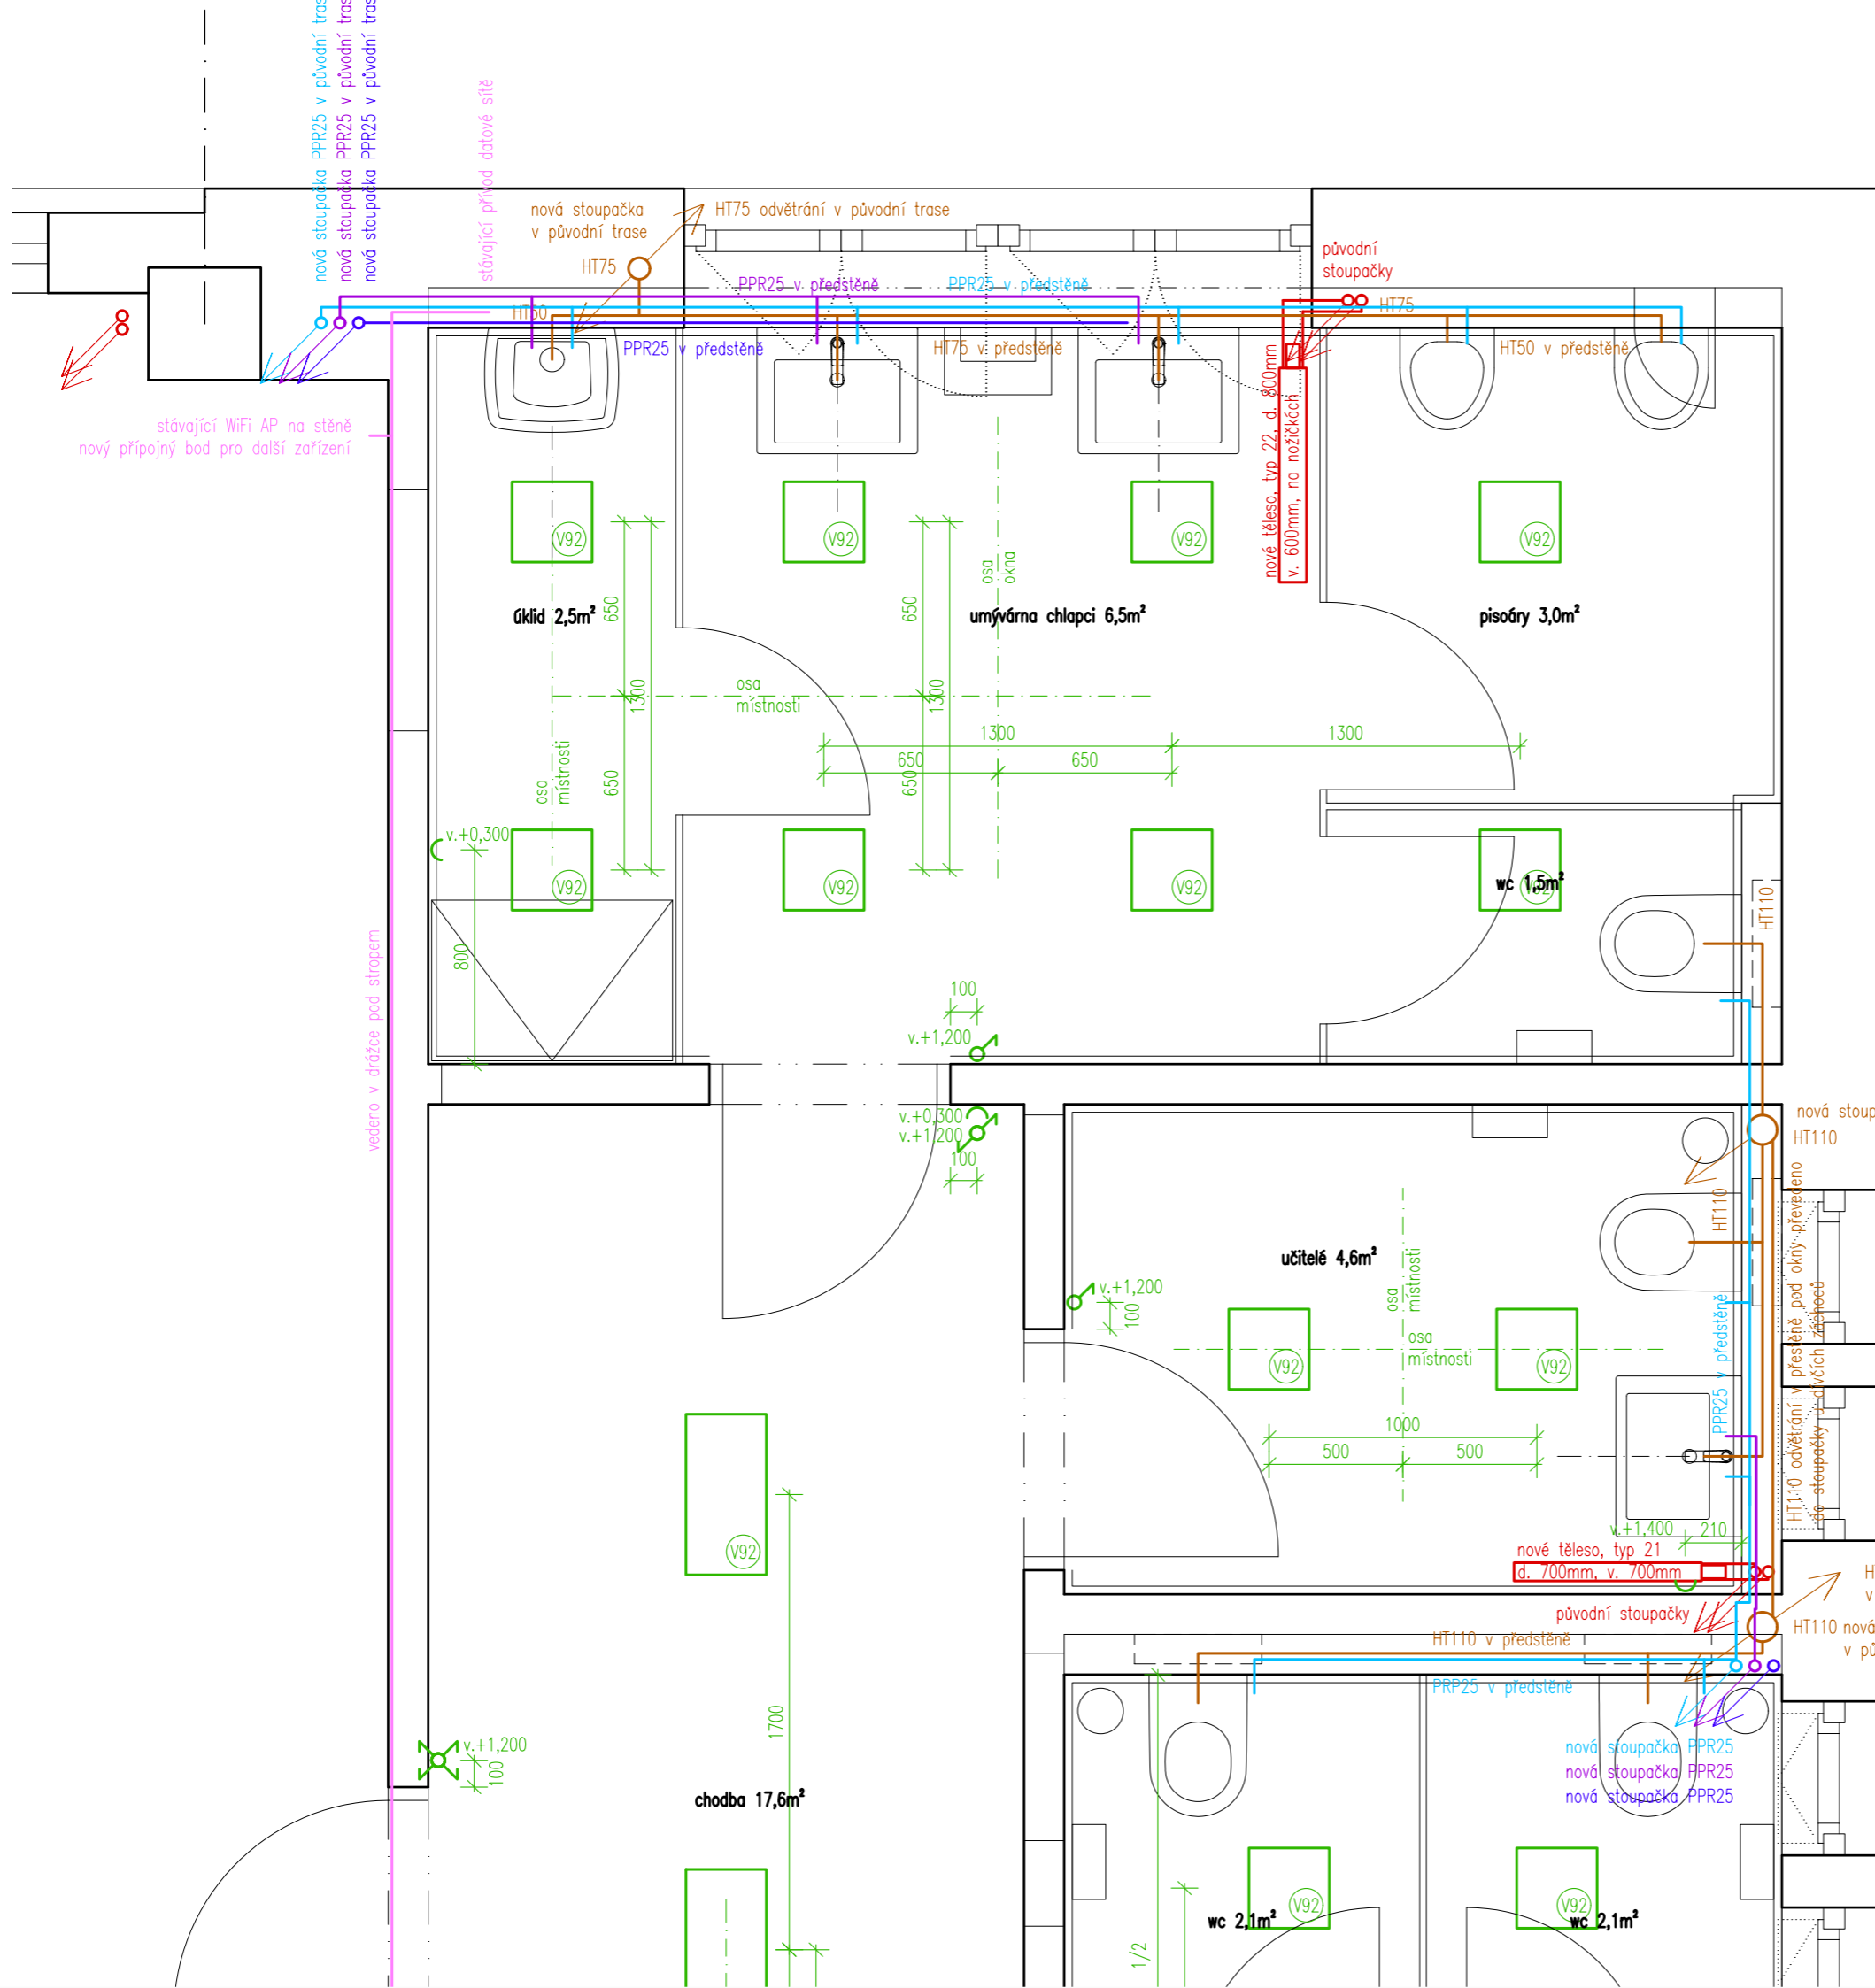 nová stoupačka PPR25 v původní tras
nová stoupačka PPR25 v původní tras
nová stoupačka PPR25 v původní tras
stávající přívod datové sítě
nová stoupačka
v původní trase
HT75 odvětrání v původní trase
HT75
původní
stoupačky
PPR25 v předstěně
PPR25 v předstěně
HT75
HT50
PPR25 v předstěně
HT75 v předstěně
HT50 v předstěně
stávající WiFi AP na stěně
nový přípojný bod pro další zařízení
nové těleso, typ 22, d. 800mm
v. 600mm, na nožičkách
V92
V92
V92
V92
osa
okna
úklid 2,5m²
650
650
umývárna chlapci 6,5m²
pisoáry 3,0m²
1300
1300
osa
místnosti
1300
1300
650
650
osa
místnosti
650
650
v.+0,300
V92
V92
V92
V92
wc 1,5m²
HT110
800
vedeno v drážce pod stropem
100
v.+1,200
v.+0,300
v.+1,200
100
nová stoup
HT110
HT110
učitelé 4,6m²
osa
místnosti
v.+1,200
100
osa
místnosti
V92
V92
PPR25 v předstěně
HT110 odvětrání v přestěně pod okny převedeno
do stoupačky u dívčích záchodů
1000
500
500
V92
v.+1,400
210
nové těleso, typ 21
d. 700mm, v. 700mm
H
v
původní stoupačky
HT110 nová
v pů
HT110 v předstěně
PRP25 v předstěně
1700
v.+1,200
100
nová stoupačka PPR25
nová stoupačka PPR25
nová stoupačka PPR25
chodba 17,6m²
V92
V92
wc 2,1m²
wc 2,1m²
1/2